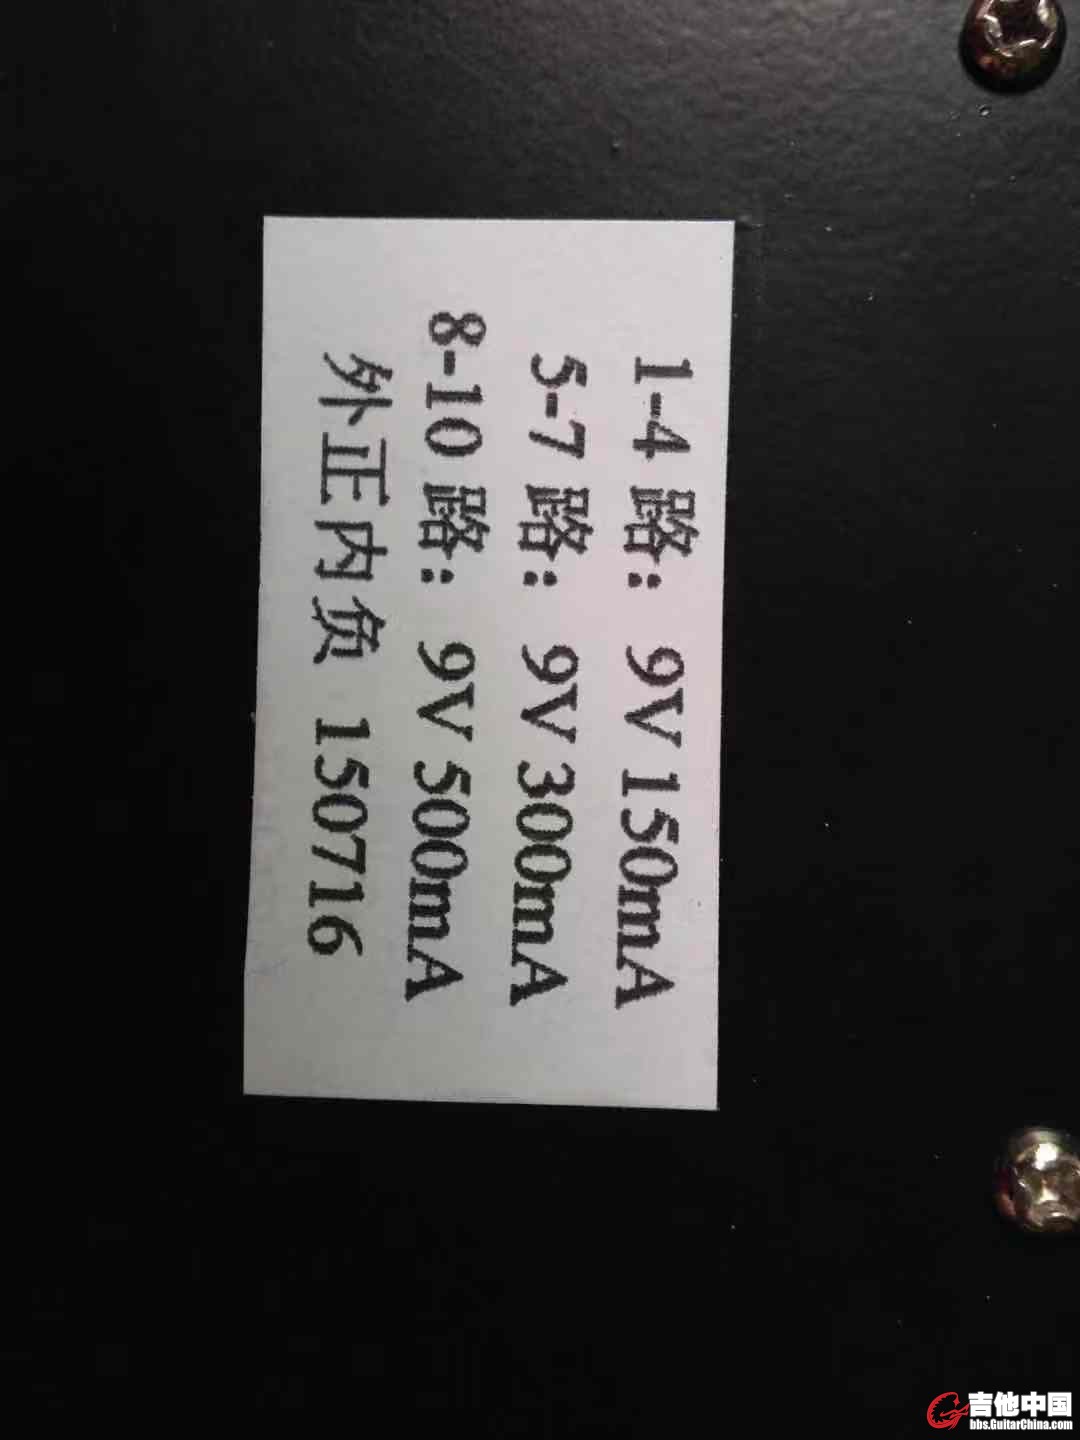 1-4 路： 9V 150mA
5-7 路： 9V 300mA
8-10 路： 9V 500mA
外正内负 150716
吉他中国
bbs.GuitarChina.com